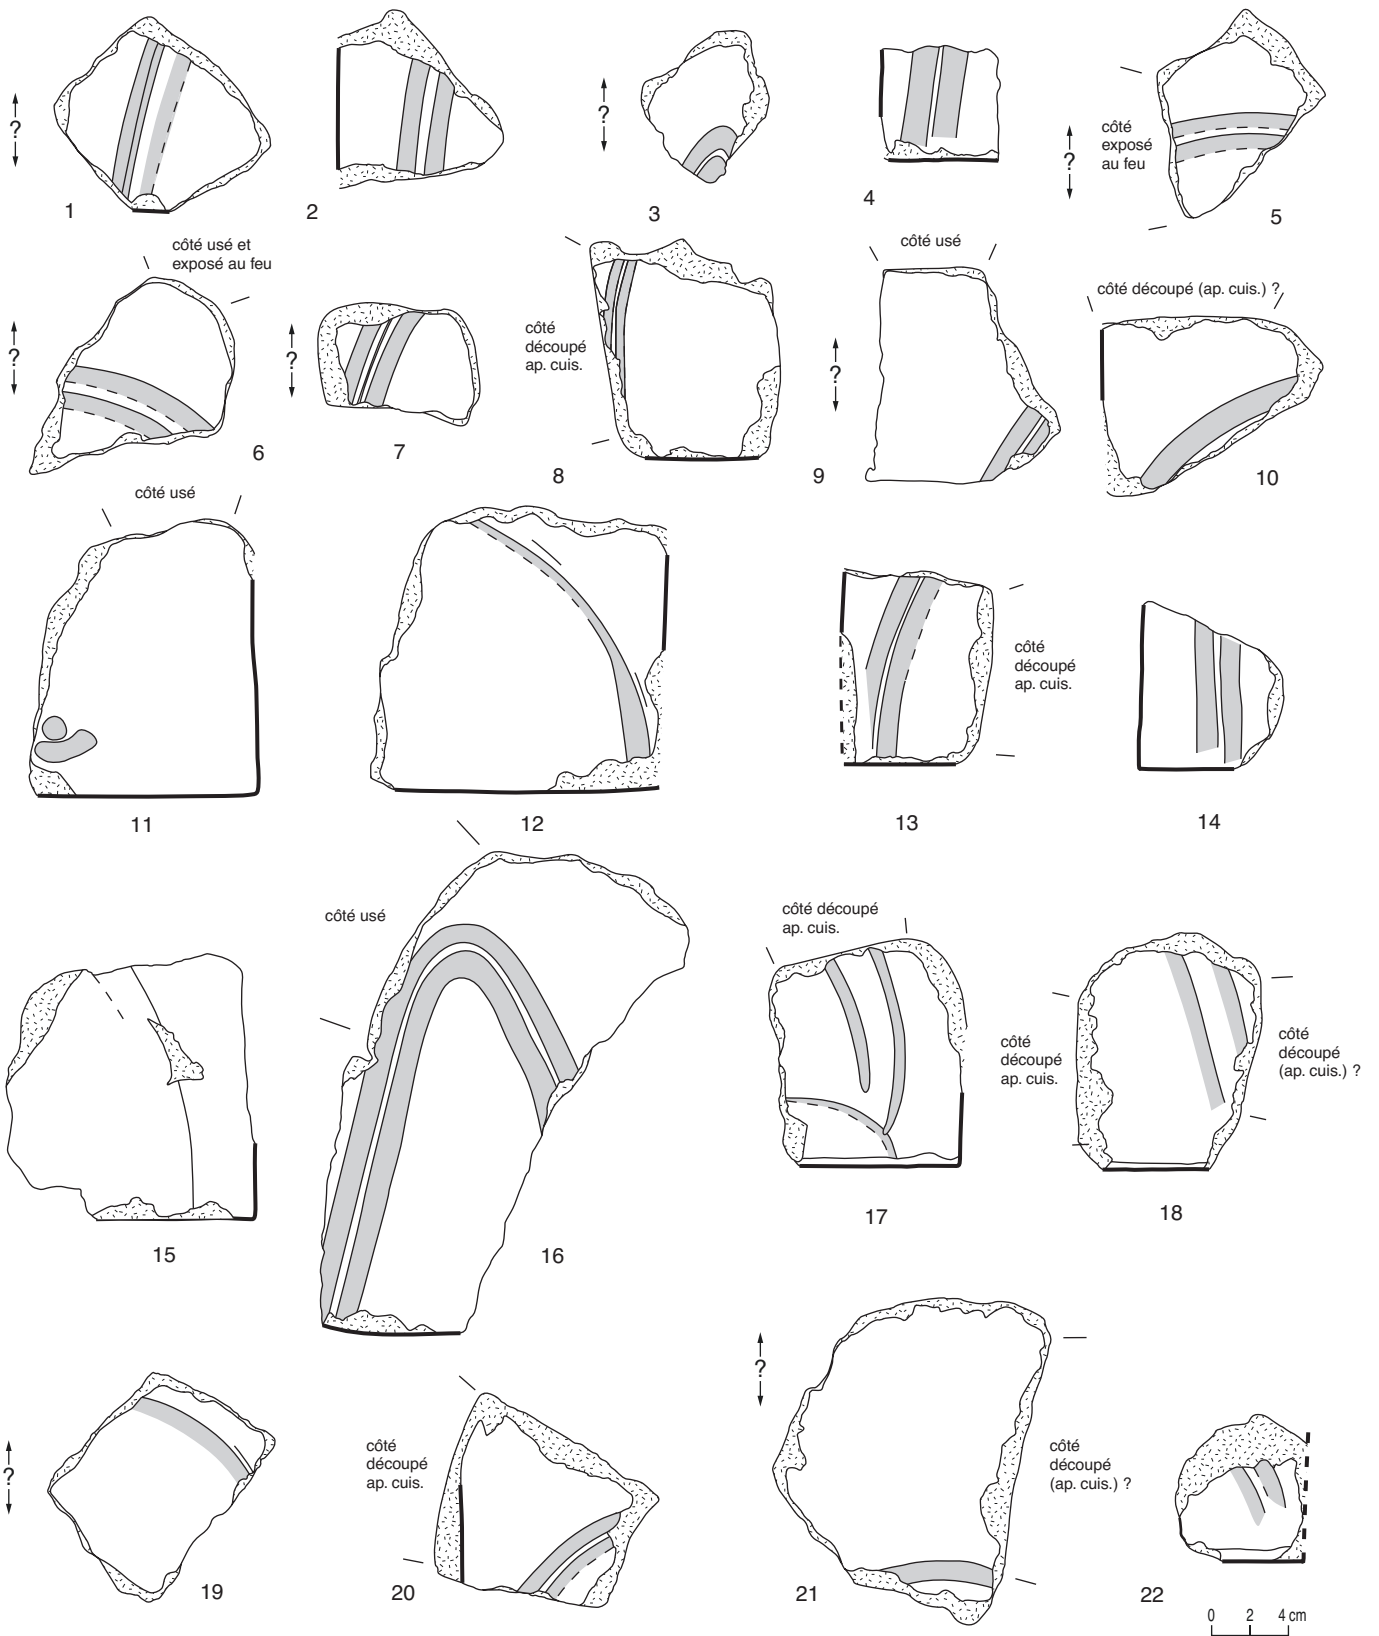 ?
1
2
?
3
4
côté
exposé
au feu
?
5
côté usé et
exposé au feu
?
6
?
7
côté
découpé
ap. cuis.
8
côté usé
?
9
côté découpé (ap. cuis.) ?
10
côté usé
11
12
côté
découpé
ap. cuis.
13
14
15
côté usé
16
côté découpé
ap. cuis.
17
côté
découpé
ap. cuis.
côté
découpé
(ap. cuis.) ?
18
?
19
côté
découpé
ap. cuis.
20
?
côté
découpé
(ap. cuis.) ?
21
22
0 2 4 cm